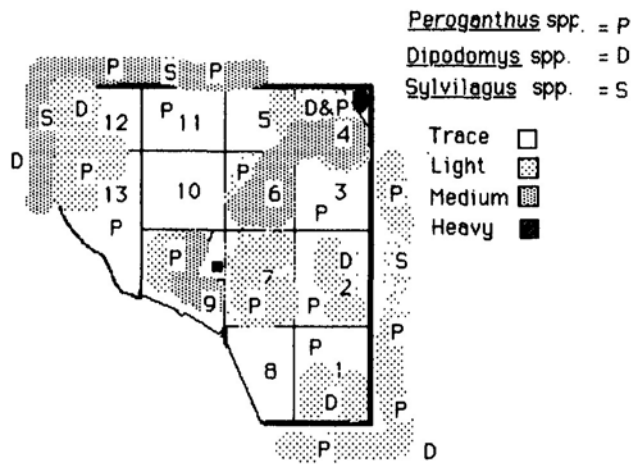 Peroganthus spp. = P
Dipodomys spp. = D
Sylvilagus spp. = S
Trace
Light
Medium
Heavy
P S P
S D 12 P 11 5 D&P 4
D P 13 10 P 6 3 P P
P
P 9 7 P D 2 P S
P
8 P 1 D P
P D